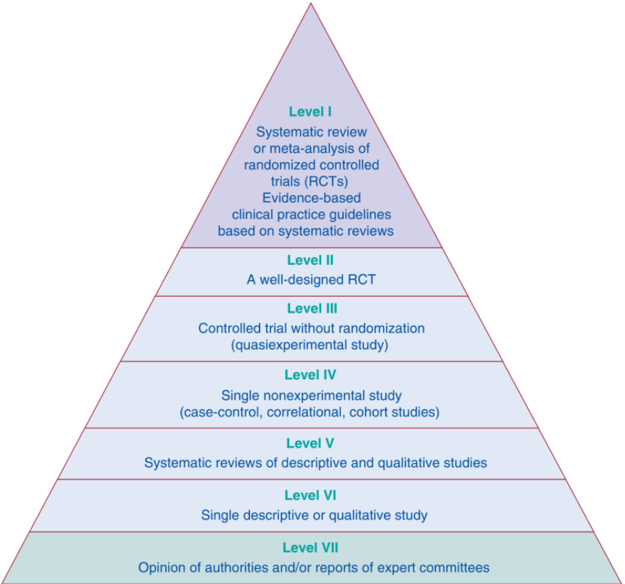 Level I
Systematic review
or meta-analysis of
randomized controlled
trials (RCTs)
Evidence-based
clinical practice guidelines
based on systematic reviews
Level II
A well-designed RCT
Level III
Controlled trial without randomization
(quasiexperimental study)
Level IV
Single nonexperimental study
(case-control, correlational, cohort studies)
Level V
Systematic reviews of descriptive and qualitative studies
Level VI
Single descriptive or qualitative study
Level VII
Opinion of authorities and/or reports of expert committees